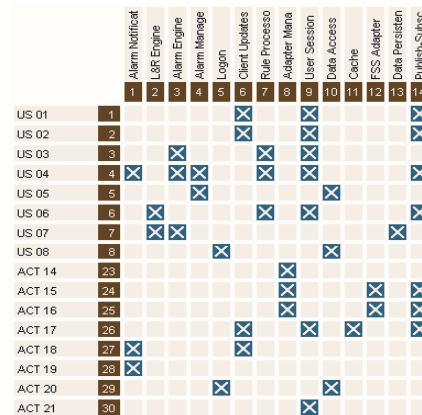 Alarm Notificat
L&R Engine
Alarm Engine
Alarm Manage
Logon
Client Updates
Rule Processo
Adapter Mana
User Session
Data Access
Cache
FSS Adapter
Data Persisten
Publish-Subsc
1 2 3 4 5 6 7 8 9 10 11 12 13 14
US 01 1
US 02 2
US 03 3
US 04 4
US 05 5
US 06 6
US 07 7
US 08 8
ACT 14 23
ACT 15 24
ACT 16 25
ACT 17 26
ACT 18 27
ACT 19 28
ACT 20 29
ACT 21 30